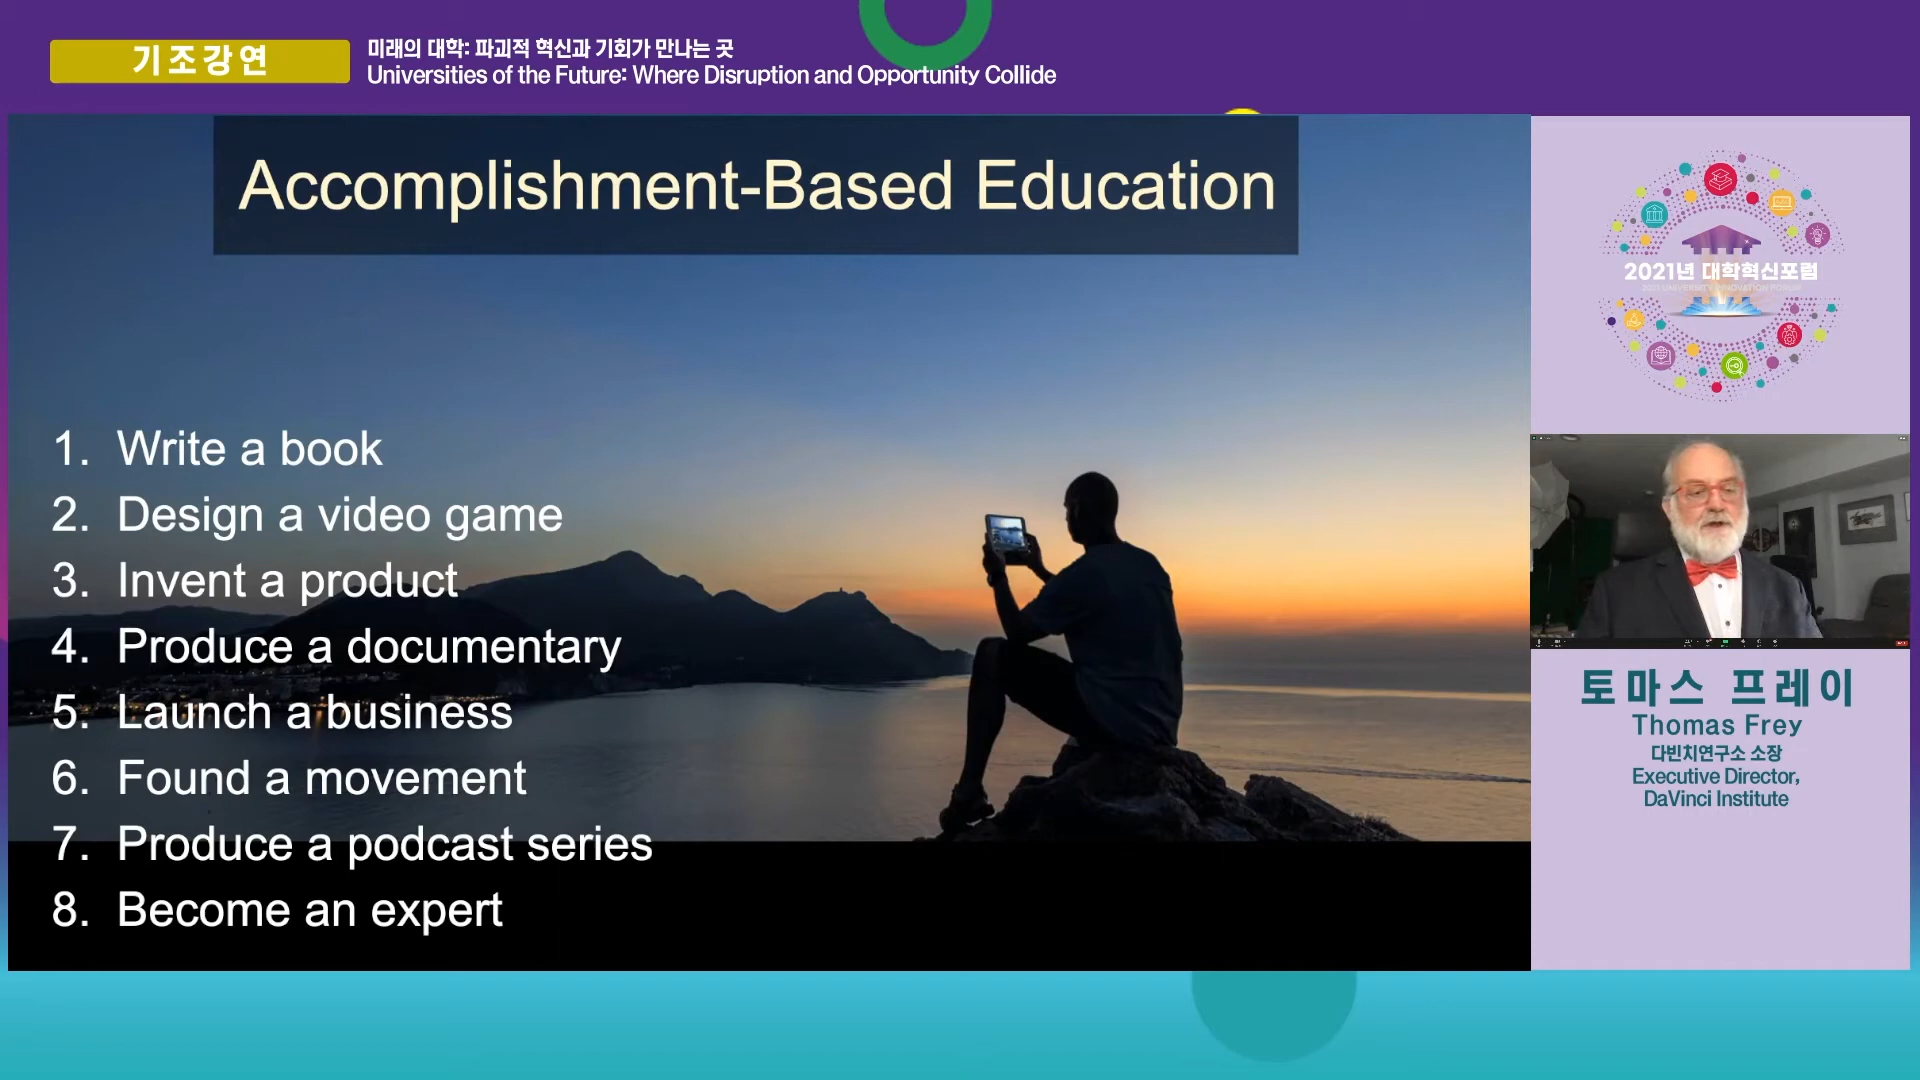 기조강연
미래의 대학: 파괴적 혁신과 기회가 만나는 곳
Universities of the Future: Where Disruption and Opportunity Collide
Accomplishment-Based Education
1. Write a book
2. Design a video game
3. Invent a product
4. Produce a documentary
5. Launch a business
6. Found a movement
7. Produce a podcast series
8. Become an expert
2021년 대학혁신포럼
2021 UNIVERSITY INNOVATION FORUM
토마스 프레이
Thomas Frey
다빈치연구소 소장
Executive Director,
DaVinci Institute